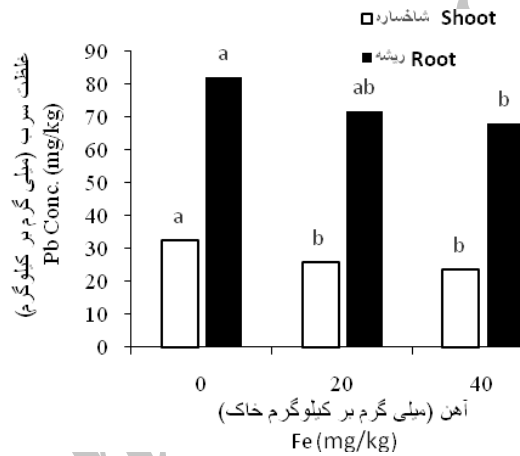 شاخساره Shoot
ریشه Root
غلظت سرب (میلی گرم بر کیلوگرم)
Pb Conc. (mg/kg)
90
80
70
60
50
40
30
20
10
0
a
a
ab
b
b
b
0 20 40
آهن (میلی گرم بر کیلوگرم خاک)
Fe (mg/kg)